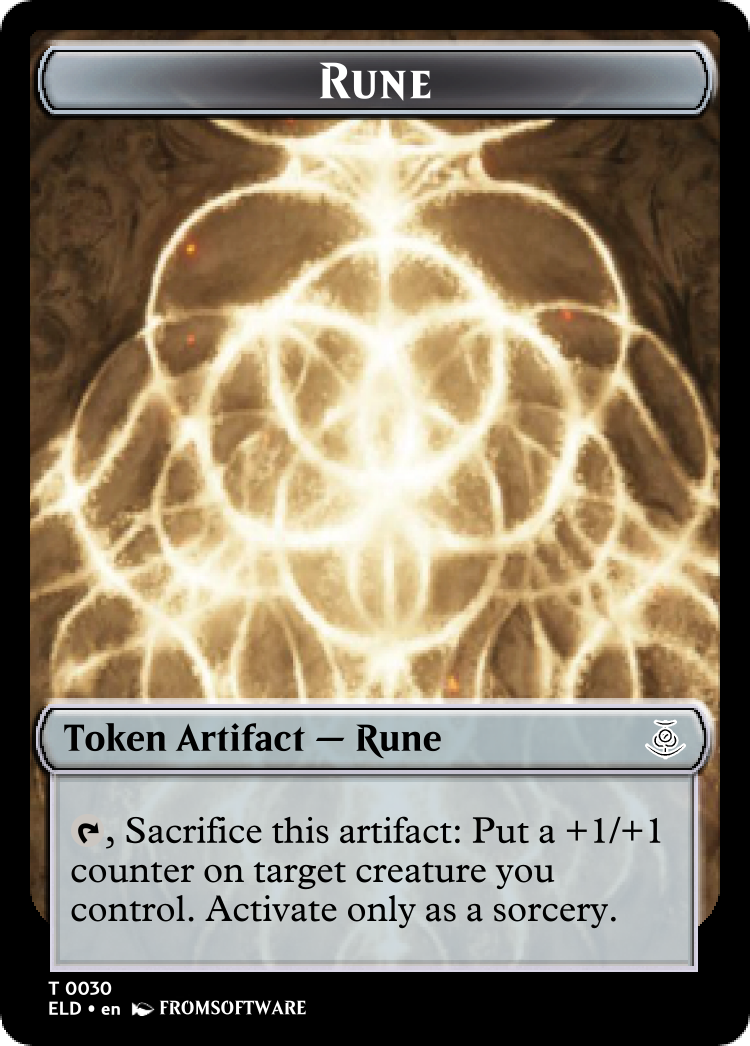 Rune
Token Artifact — Rune
, Sacrifice this artifact: Put a +1/+1
counter on target creature you
control. Activate only as a sorcery.
T 0030
ELD • en FROMSOFTWARE